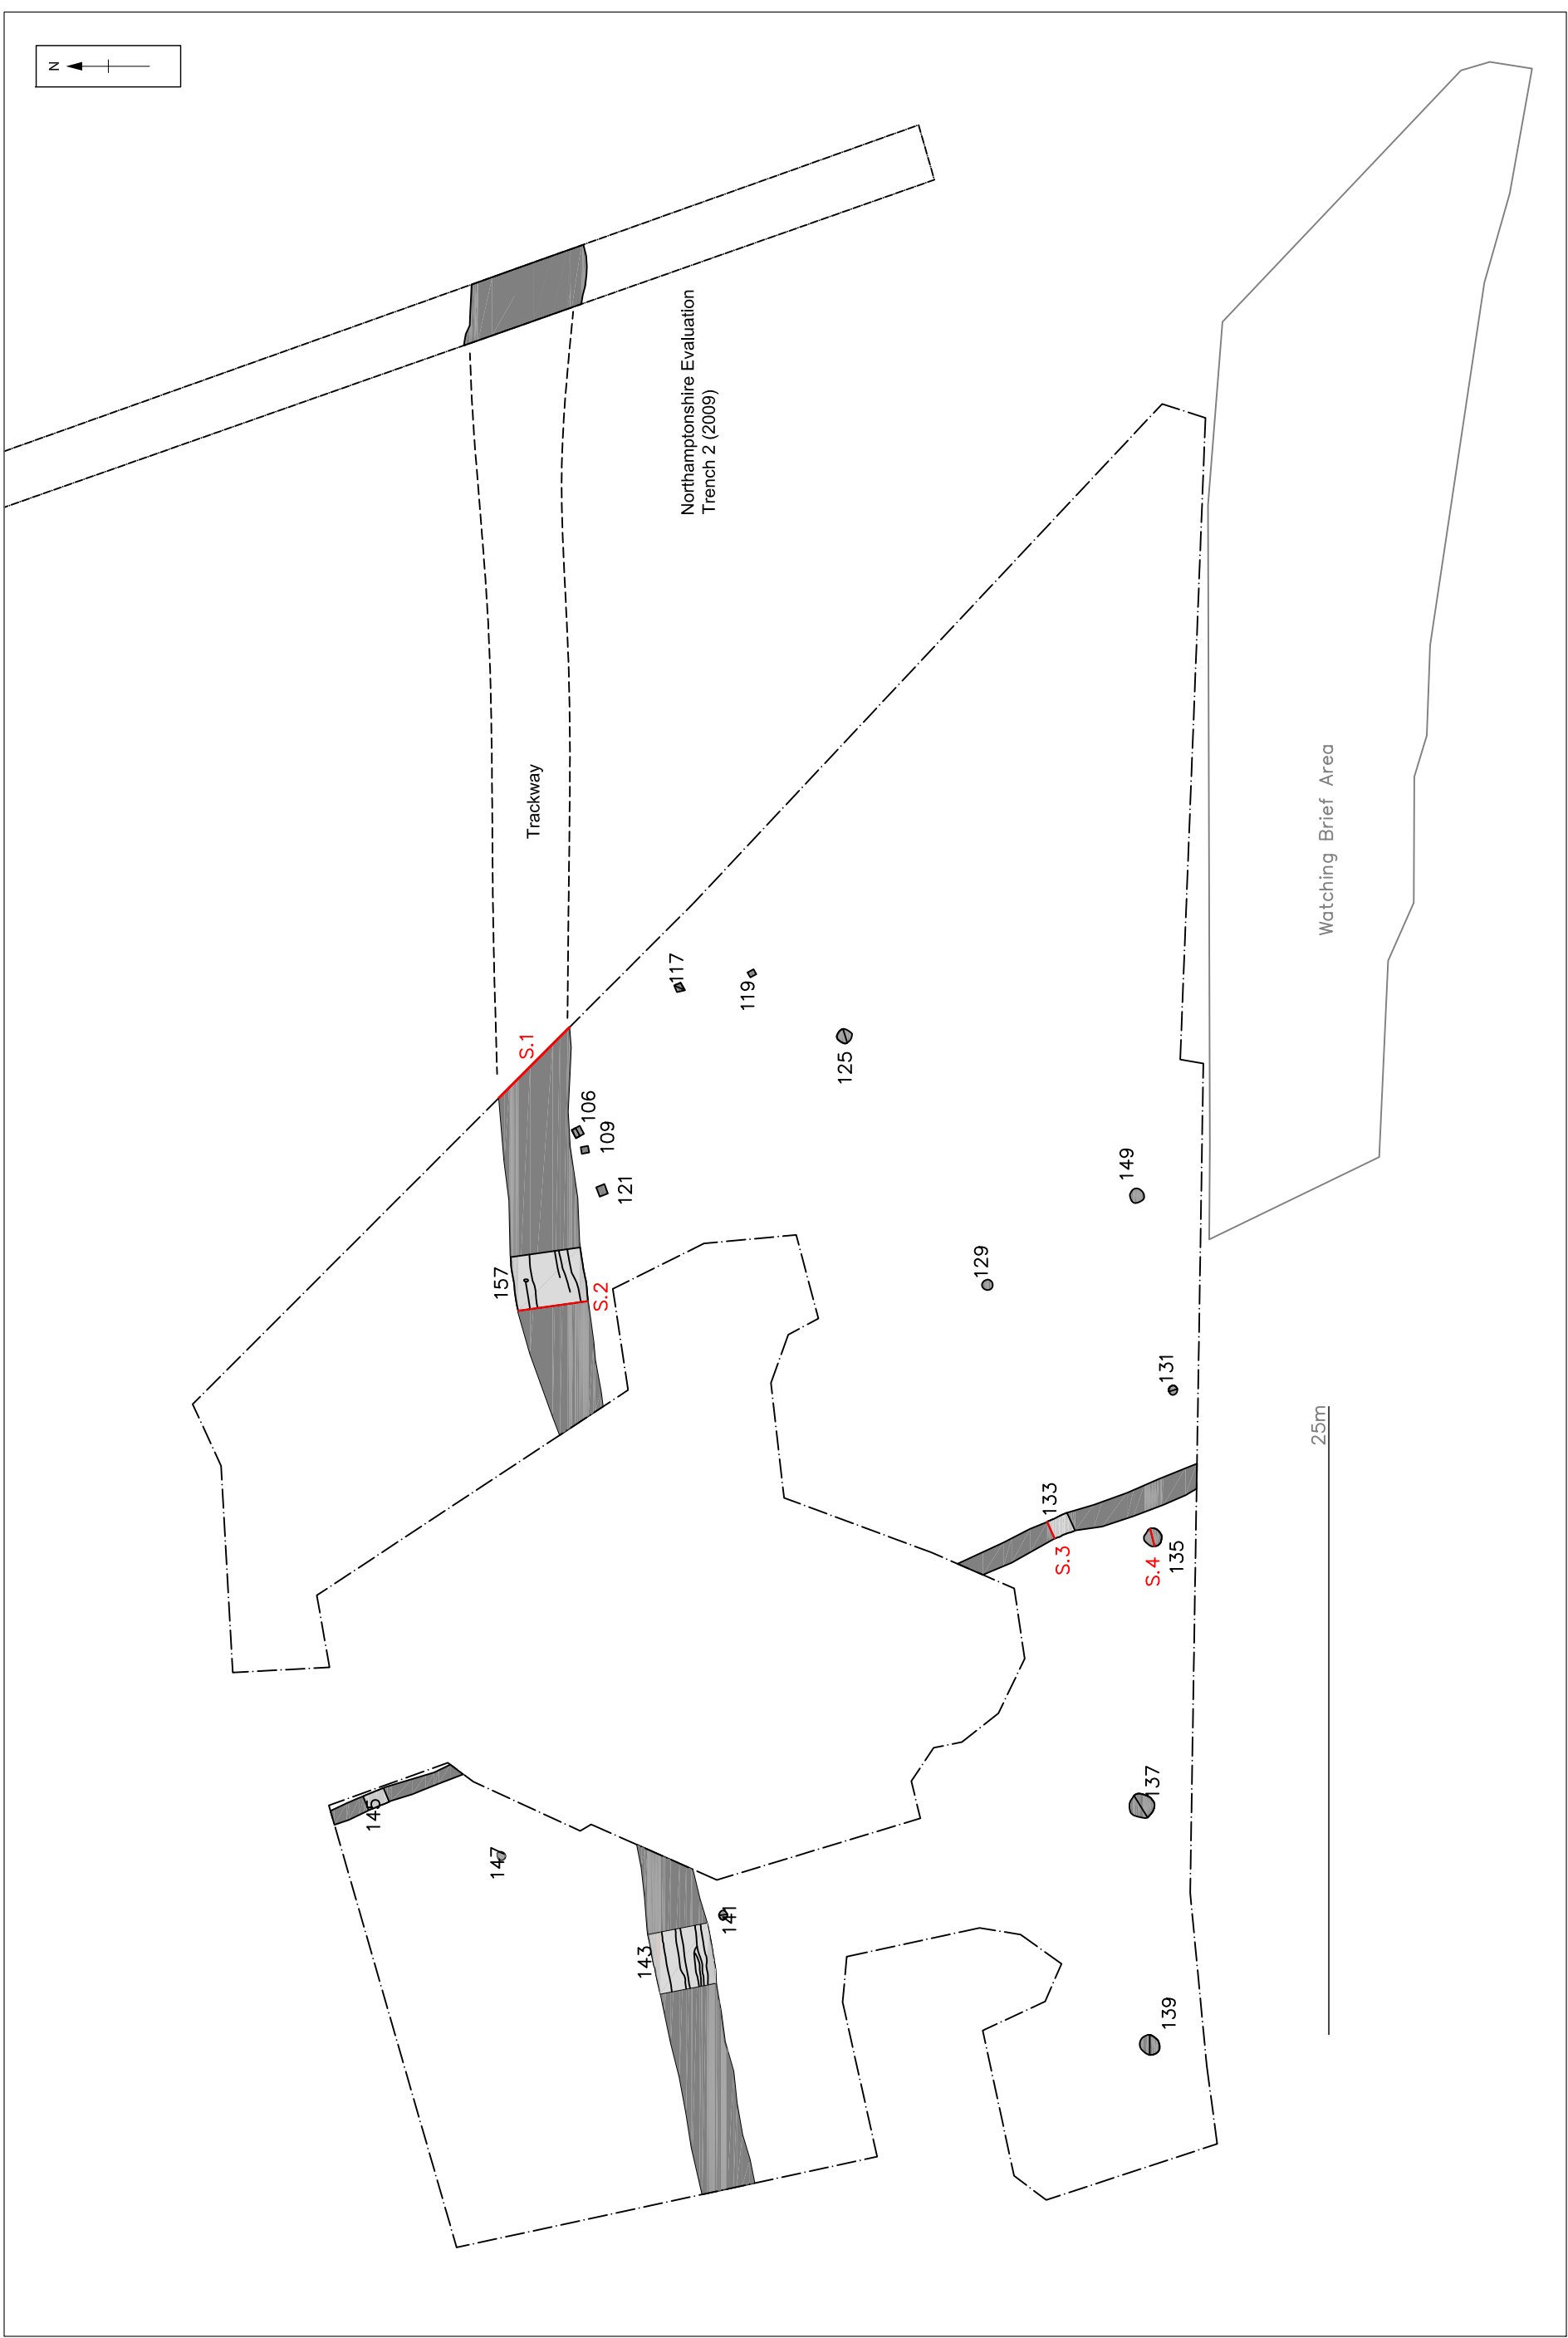 N
Northamptonshire Evaluation
Trench 2 (2009)
Trackway
Watching Brief Area
S.1
117
119
106
109
121
125
157
S.2
149
129
131
25m
133
S.3
S.4
135
145
147
137
143
141
139